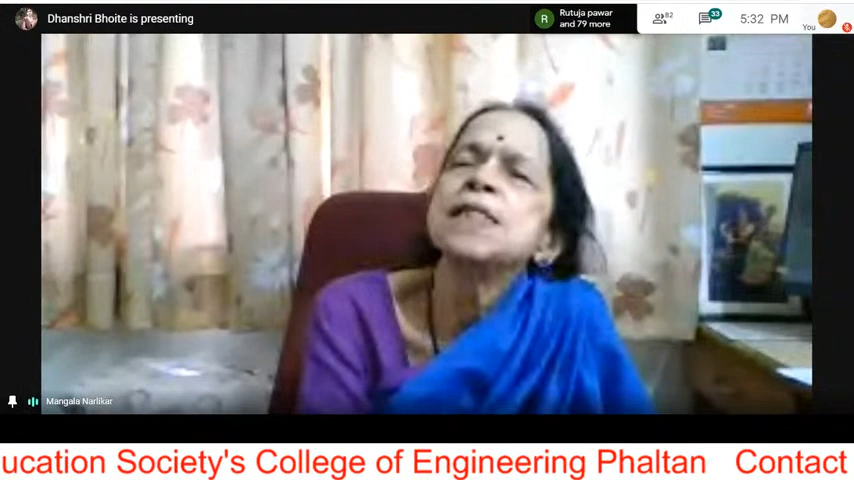 Dhanshri Bhoite is presenting
R
Rutuja pawar
and 79 more
82
33
5:32 PM
You
Mangala Narlikar
ucation Society's College of Engineering Phaltan Contact